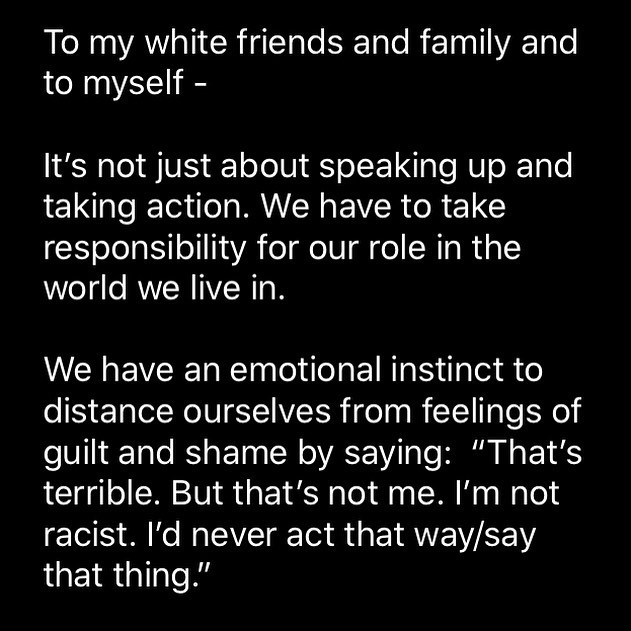 To my white friends and family and
to myself -
It’s not just about speaking up and
taking action. We have to take
responsibility for our role in the
world we live in.
We have an emotional instinct to
distance ourselves from feelings of
guilt and shame by saying:  “That’s
terrible. But that’s not me. I’m not
racist. I’d never act that way/say
that thing.”